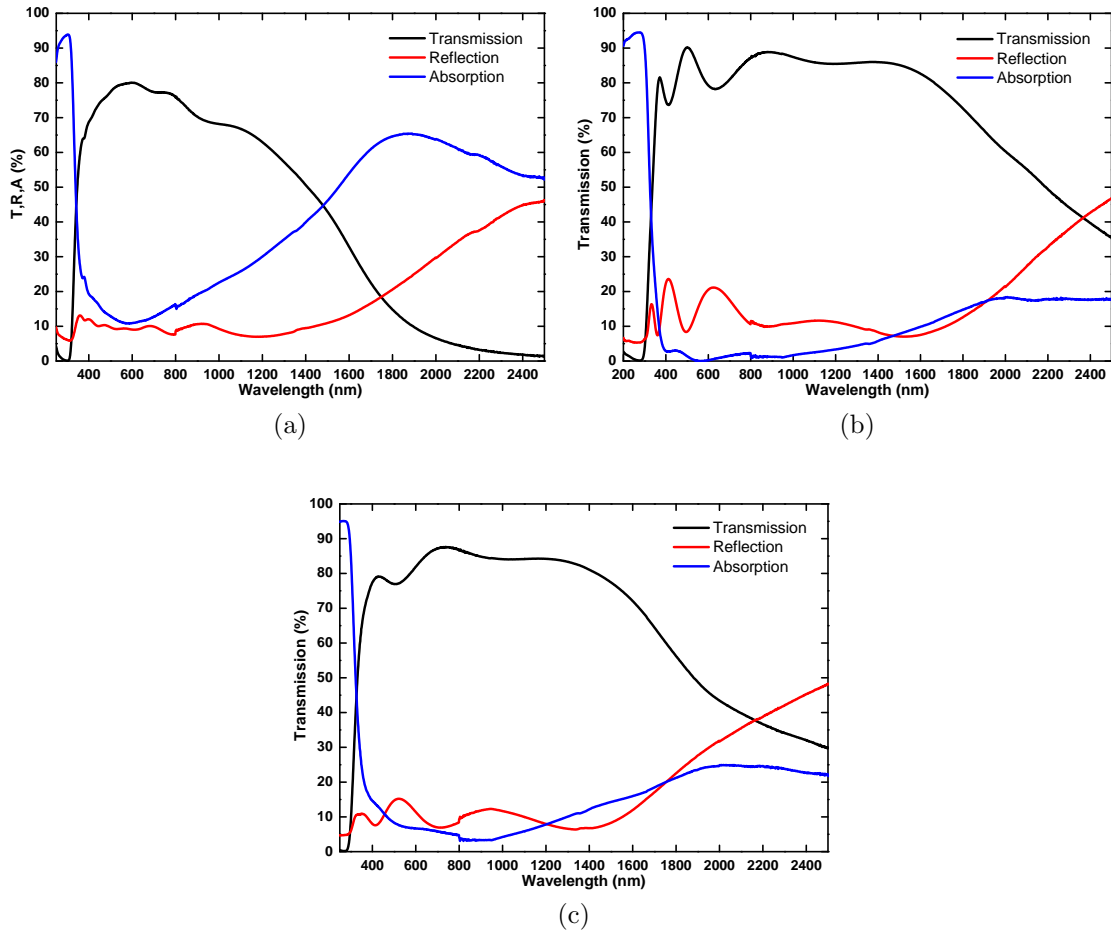 100
90
80
70
60
50
40
30
20
10
0
T,R,A (%)
Transmission
Reflection
Absorption
400 600 800 1000 1200 1400 1600 1800 2000 2200 2400
Wavelength (nm)
(a)
100
90
80
70
60
50
40
30
20
10
0
Transmission (%)
Transmission
Reflection
Absorption
200 400 600 800 1000 1200 1400 1600 1800 2000 2200 2400
Wavelength (nm)
(b)
100
90
80
70
60
50
40
30
20
10
0
Transmission (%)
Transmission
Reflection
Absorption
400 600 800 1000 1200 1400 1600 1800 2000 2200 2400
Wavelength (nm)
(c)